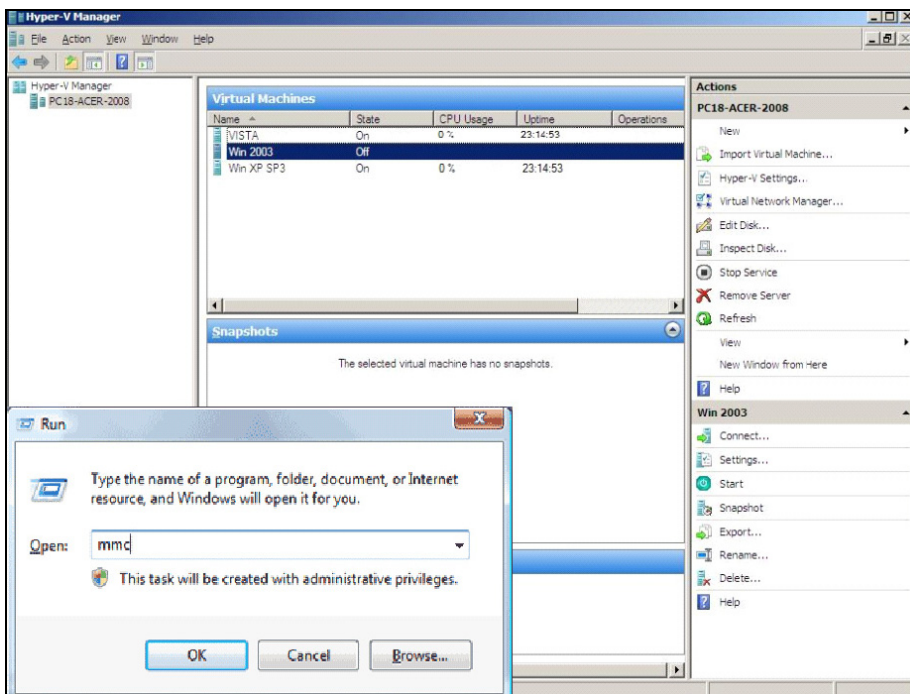 Hyper-V Manager
File Action View Window Help
Hyper-V Manager
PC18-ACER-2008
Virtual Machines
Name State CPU Usage Uptime Operations
VISTA On 0 % 23:14:53
Win 2003 Off
Win XP SP3 On 0 % 23:14:53
Snapshots
The selected virtual machine has no snapshots.
Actions
PC18-ACER-2008
New
Import Virtual Machine...
Hyper-V Settings...
Virtual Network Manager...
Edit Disk...
Inspect Disk...
Stop Service
Remove Server
Refresh
View
New Window from Here
Help
Win 2003
Connect...
Settings...
Start
Snapshot
Export...
Rename...
Delete...
Help
Run
Type the name of a program, folder, document, or Internet
resource, and Windows will open it for you.
Open: mmc
This task will be created with administrative privileges.
OK Cancel Browse...